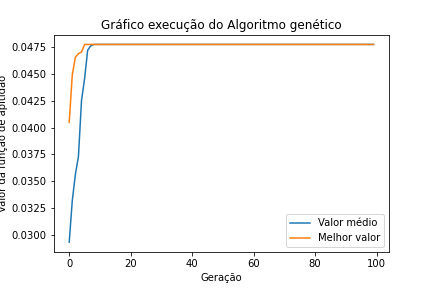 Gráfico execução do Algoritmo genético
0.0475
0.0450
0.0425
0.0400
0.0375
0.0350
0.0325
0.0300
valor da função de aptidão
0
20
40
60
80
100
Geração
Valor médio
Melhor valor